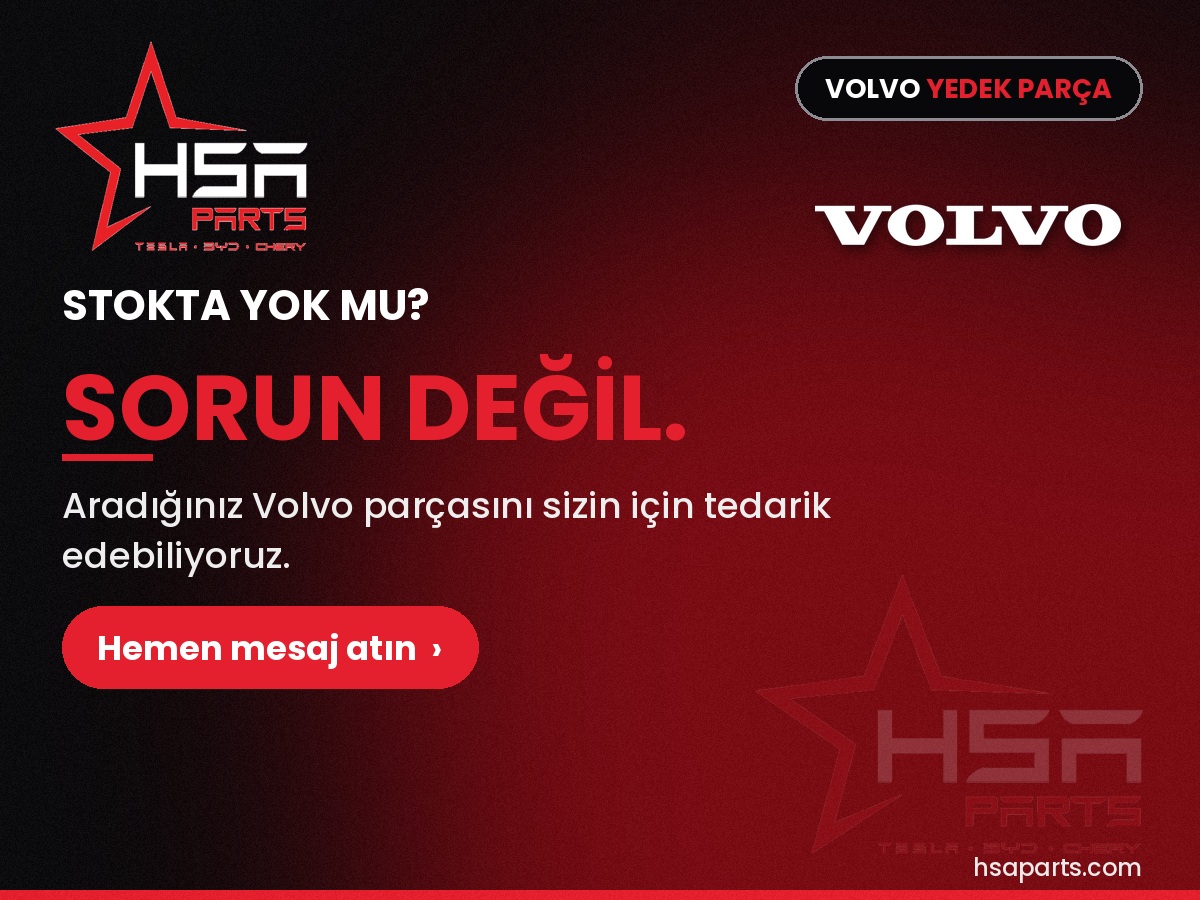 HSA
PARTS
TESLA • BYD • CHERY
VOLVO YEDEK PARÇA
VOLVO
STOKTA YOK MU?
SORUN DEĞİL.
Aradığınız Volvo parçasını sizin için tedarik
edebiliyoruz.
Hemen mesaj atın ›
HSA
PARTS
TESLA • BYD • CHERY
hsaparts.com